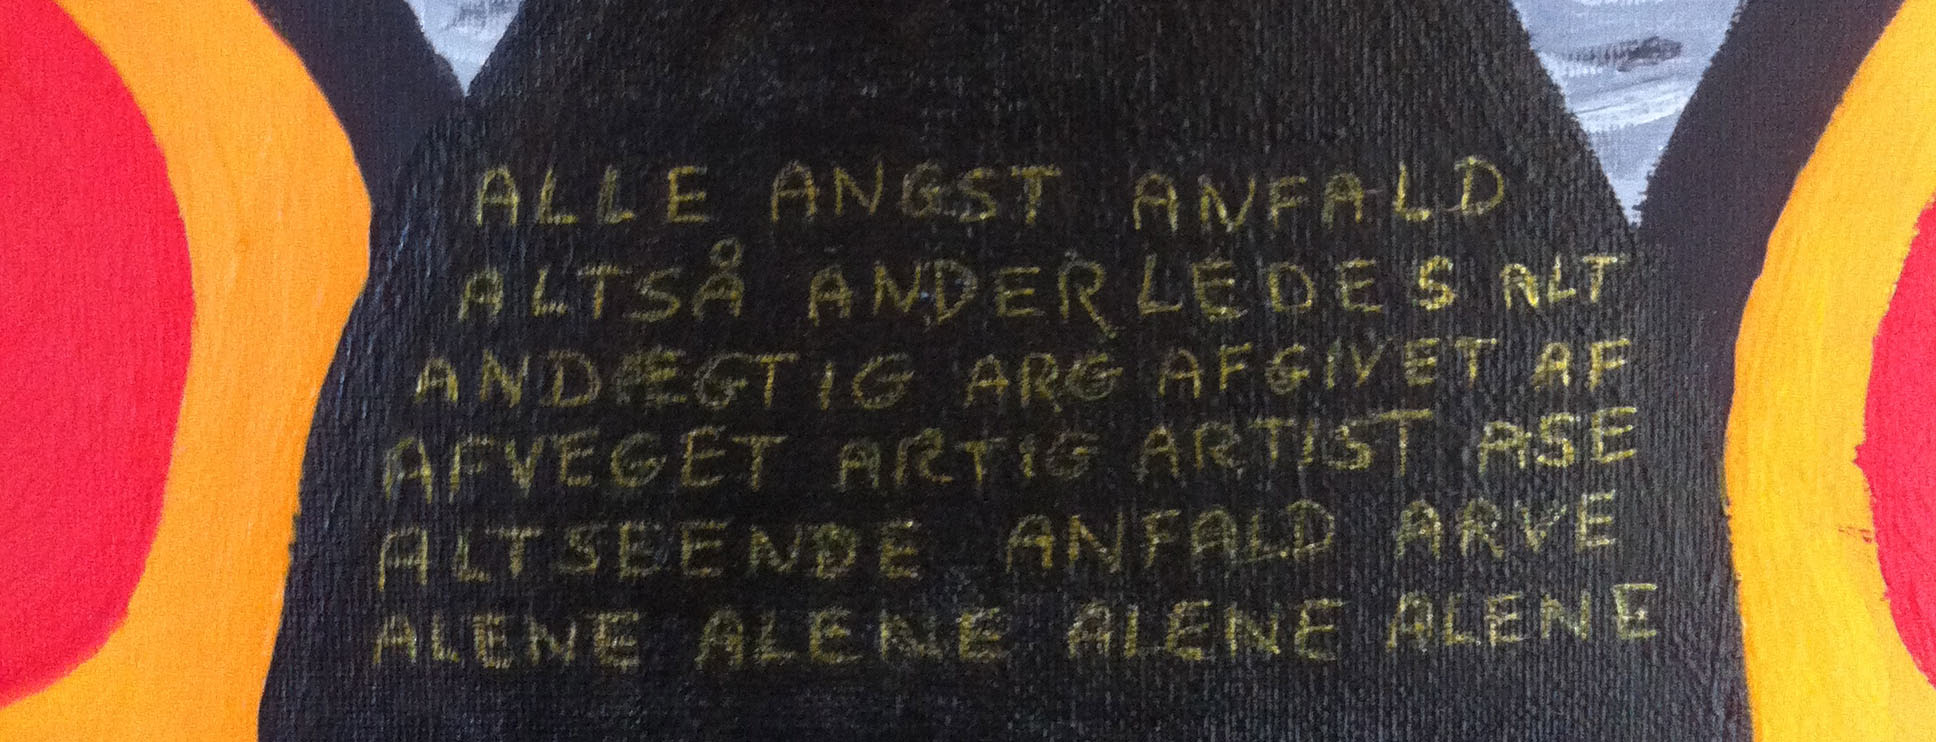 ALLE ANGST ANFALD
ALTSÅ ANDERLEDES ALT
ANDÆGTIG ARG AFGIVET AF
AFVEGET ARTIG ARTIST ASE
ALTSEENDE ANFALD ARVE
ALENE ALENE ALENE ALENE